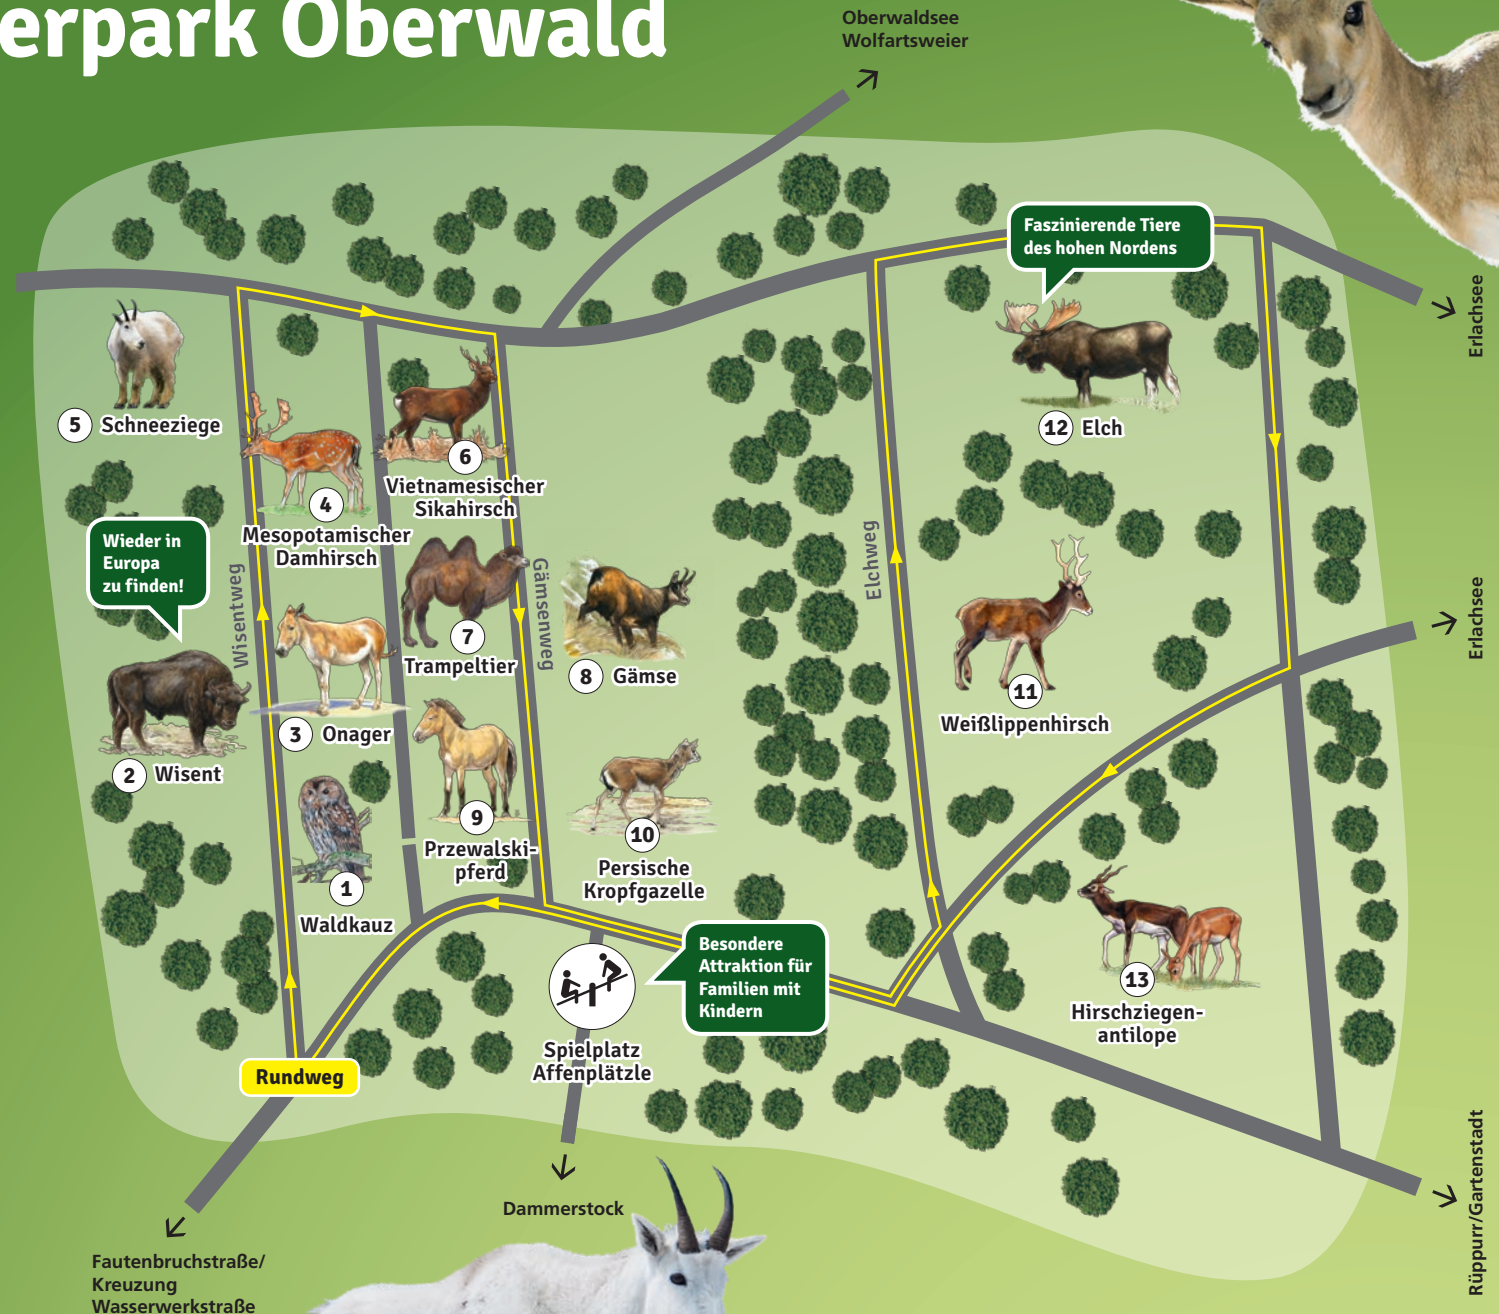 erpark Oberwald
Oberwaldsee
Wolfartsweier
Faszinierende Tiere
des hohen Nordens
Erlachsee
5 Schneeziege
12 Elch
6
Vietnamesischer
Sikahirsch
4
Mesopotamischer
Damhirsch
Wieder in
Europa
zu finden!
Wisentweg
Gämsenweg
Elchweg
Erlachsee
7
Trampeltier
8 Gämse
11
Weißlippenhirsch
3 Onager
2 Wisent
9
Przewalski-
pferd
10
Persische
Kropfgazelle
1
Waldkauz
Besondere
Attraktion für
Familien mit
Kindern
13
Hirschziegen-
antilope
Spielplatz
Affenplätzle
Rundweg
Dammerstock
Rüppurr/Gartenstadt
Fautenbruchstraße/
Kreuzung
Wasserwerkstraße